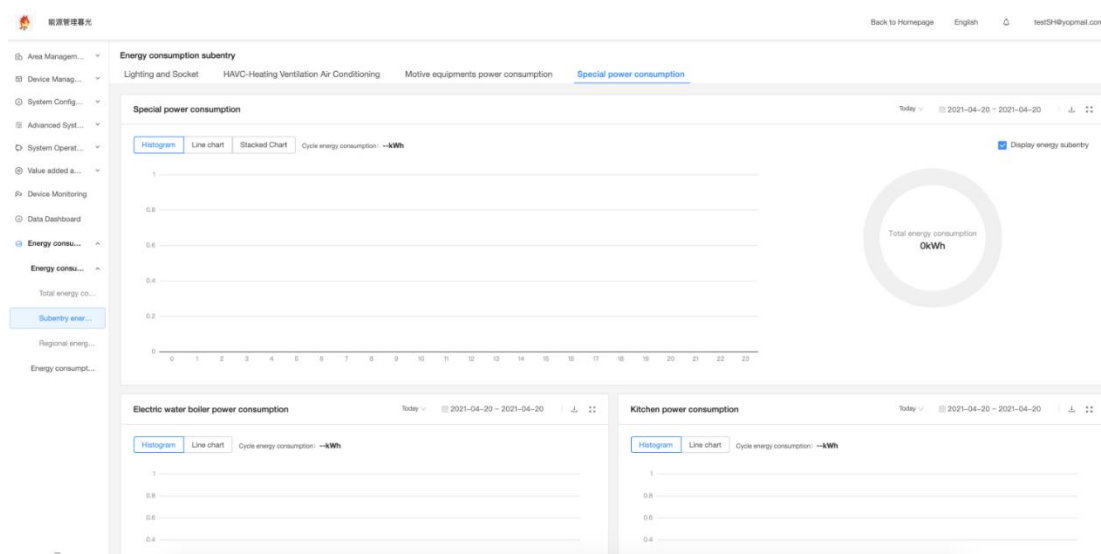 能源管理暮光
Back to Homepage English testSH@yopmail.com
Area Managem...
Device Manag...
System Config...
Advanced Syst...
System Operat...
Value added a...
Device Monitoring
Data Dashboard
Energy consu...
Energy consu...
Total energy co...
Subentry ener...
Regional energ...
Energy consumpt...
Energy consumption subentry
Lighting and Socket HAVC-Heating Ventilation Air Conditioning Motive equipments power consumption Special power consumption
Special power consumption Today 2021-04-20 ~ 2021-04-20
Histogram Line chart Stacked Chart Cycle energy consumption: --kWh Display energy subentry
1
0.8
0.6
0.4
0.2
0
0 1 2 3 4 5 6 7 8 9 10 11 12 13 14 15 16 17 18 19 20 21 22 23
Total energy consumption
0kWh
Electric water boiler power consumption Today 2021-04-20 ~ 2021-04-20
Histogram Line chart Cycle energy consumption: --kWh
1
0.8
0.6
0.4
Kitchen power consumption Today 2021-04-20 ~ 2021-04-20
Histogram Line chart Cycle energy consumption: --kWh
1
0.8
0.6
0.4